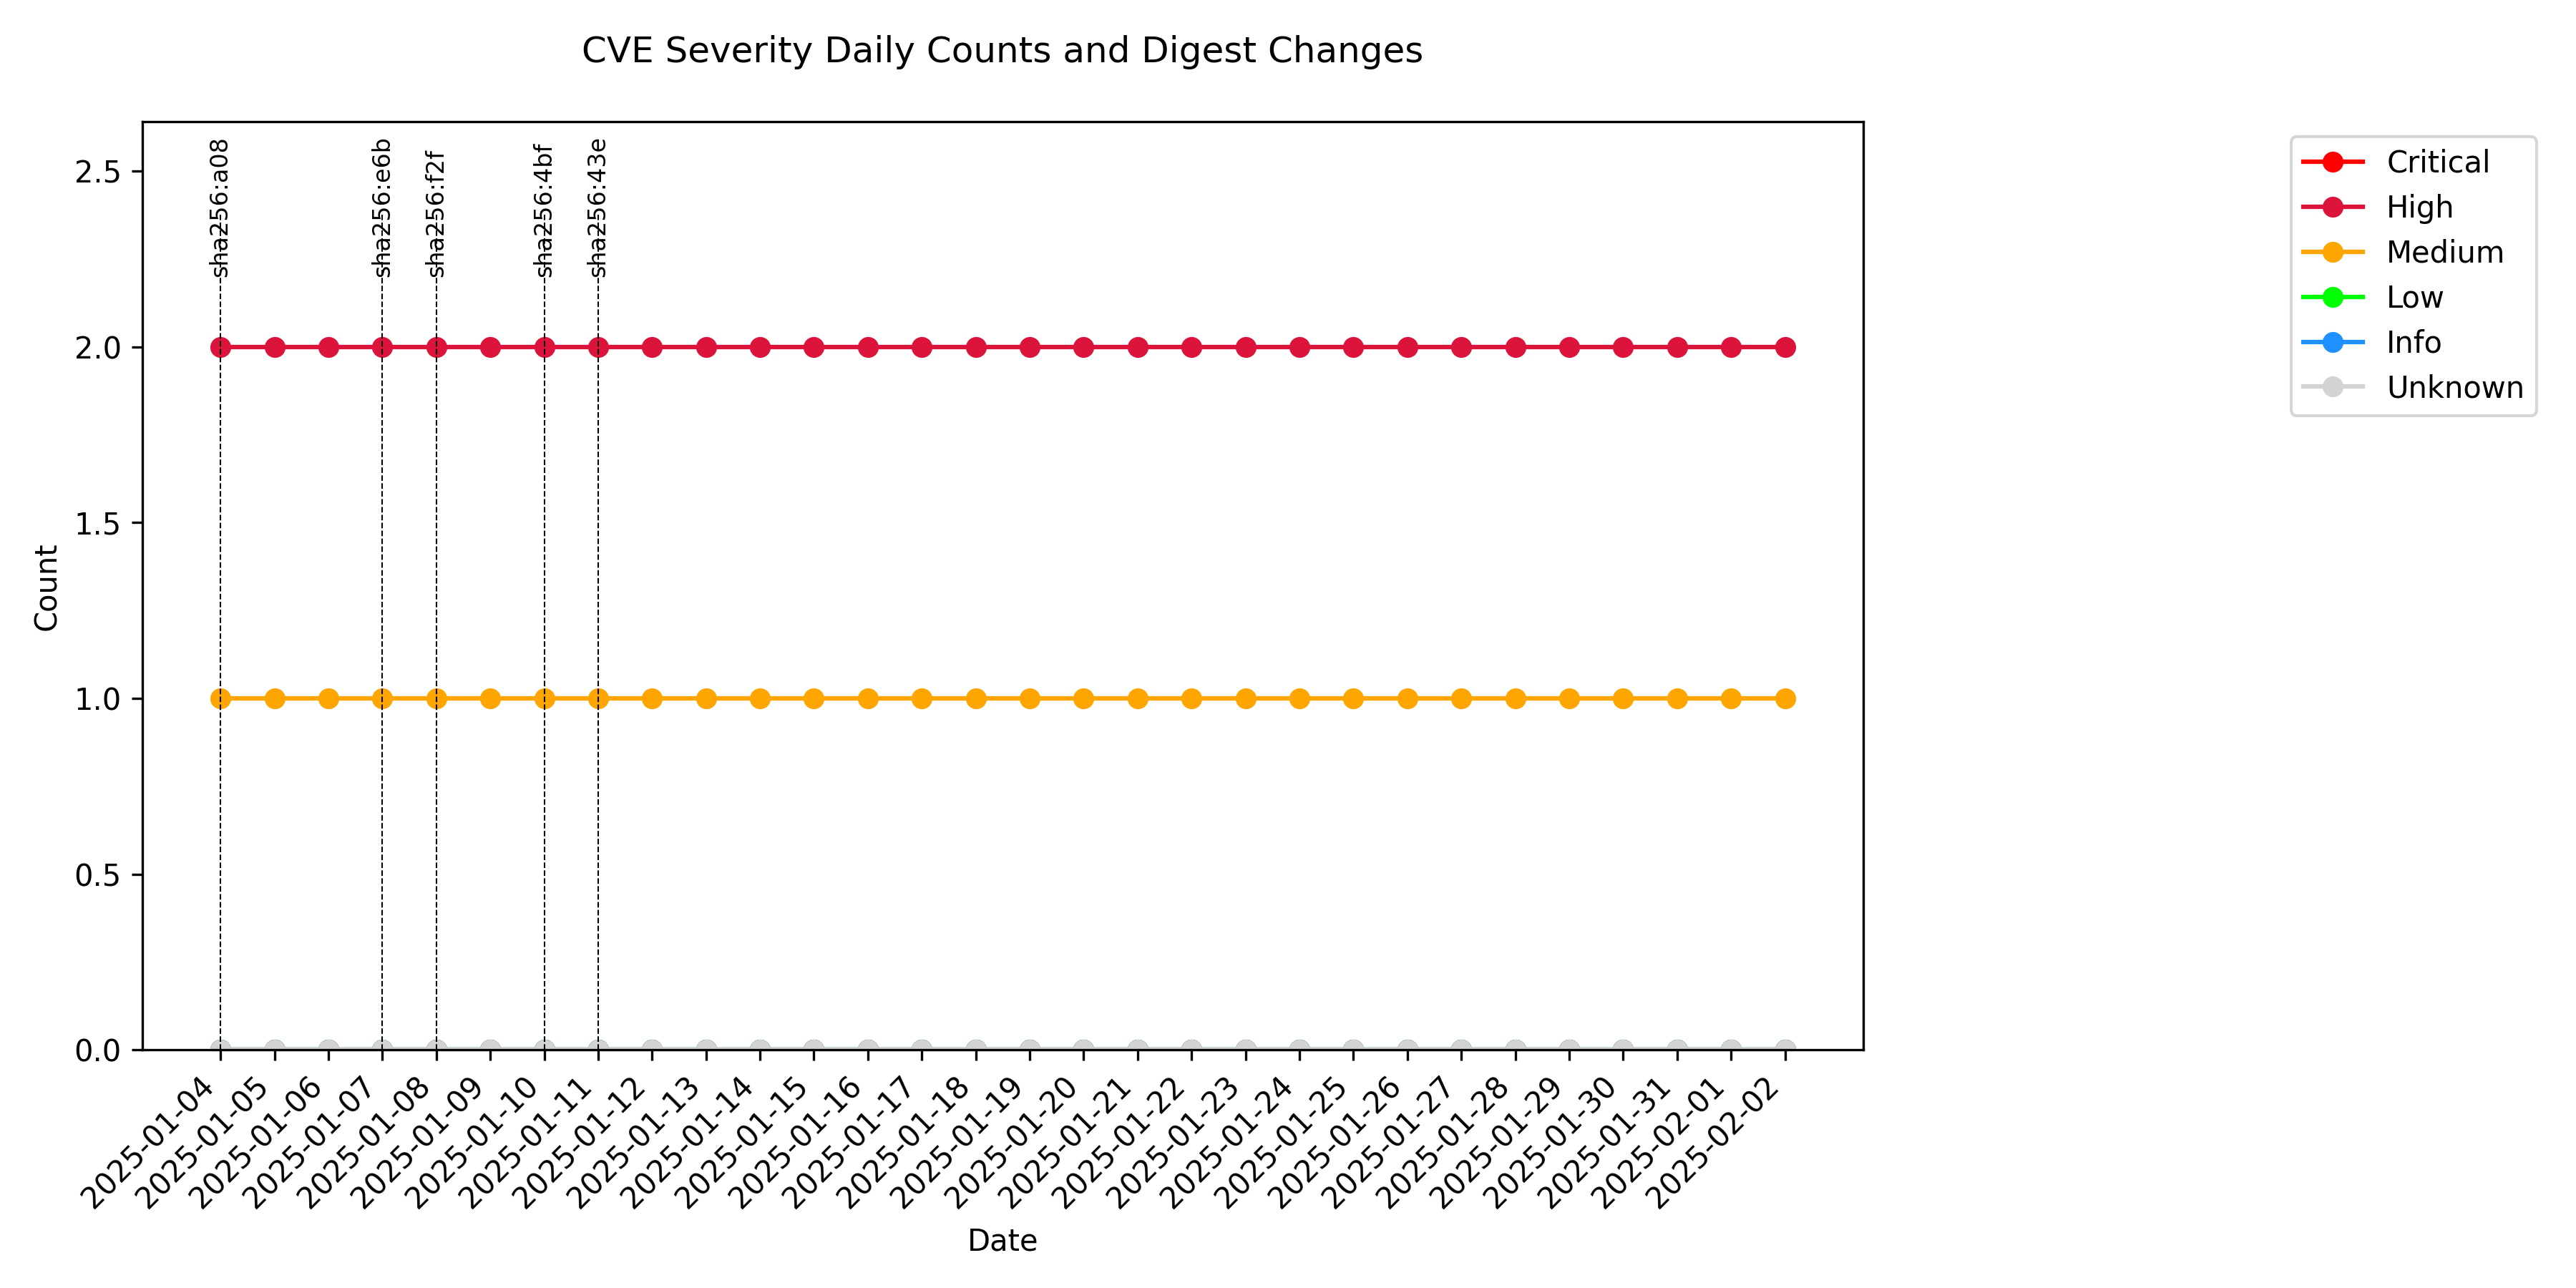 CVE Severity Daily Counts and Digest Changes
sha256:a08
sha256:e6b
sha256:f2f
sha256:4bf
sha256:43e
Critical
High
Medium
Low
Info
Unknown
2.5
2.0
1.5
1.0
0.5
0.0
Count
2025-01-04
2025-01-05
2025-01-06
2025-01-07
2025-01-08
2025-01-09
2025-01-10
2025-01-11
2025-01-12
2025-01-13
2025-01-14
2025-01-15
2025-01-16
2025-01-17
2025-01-18
2025-01-19
2025-01-20
2025-01-21
2025-01-22
2025-01-23
2025-01-24
2025-01-25
2025-01-26
2025-01-27
2025-01-28
2025-01-29
2025-01-30
2025-01-31
2025-02-01
2025-02-02
Date